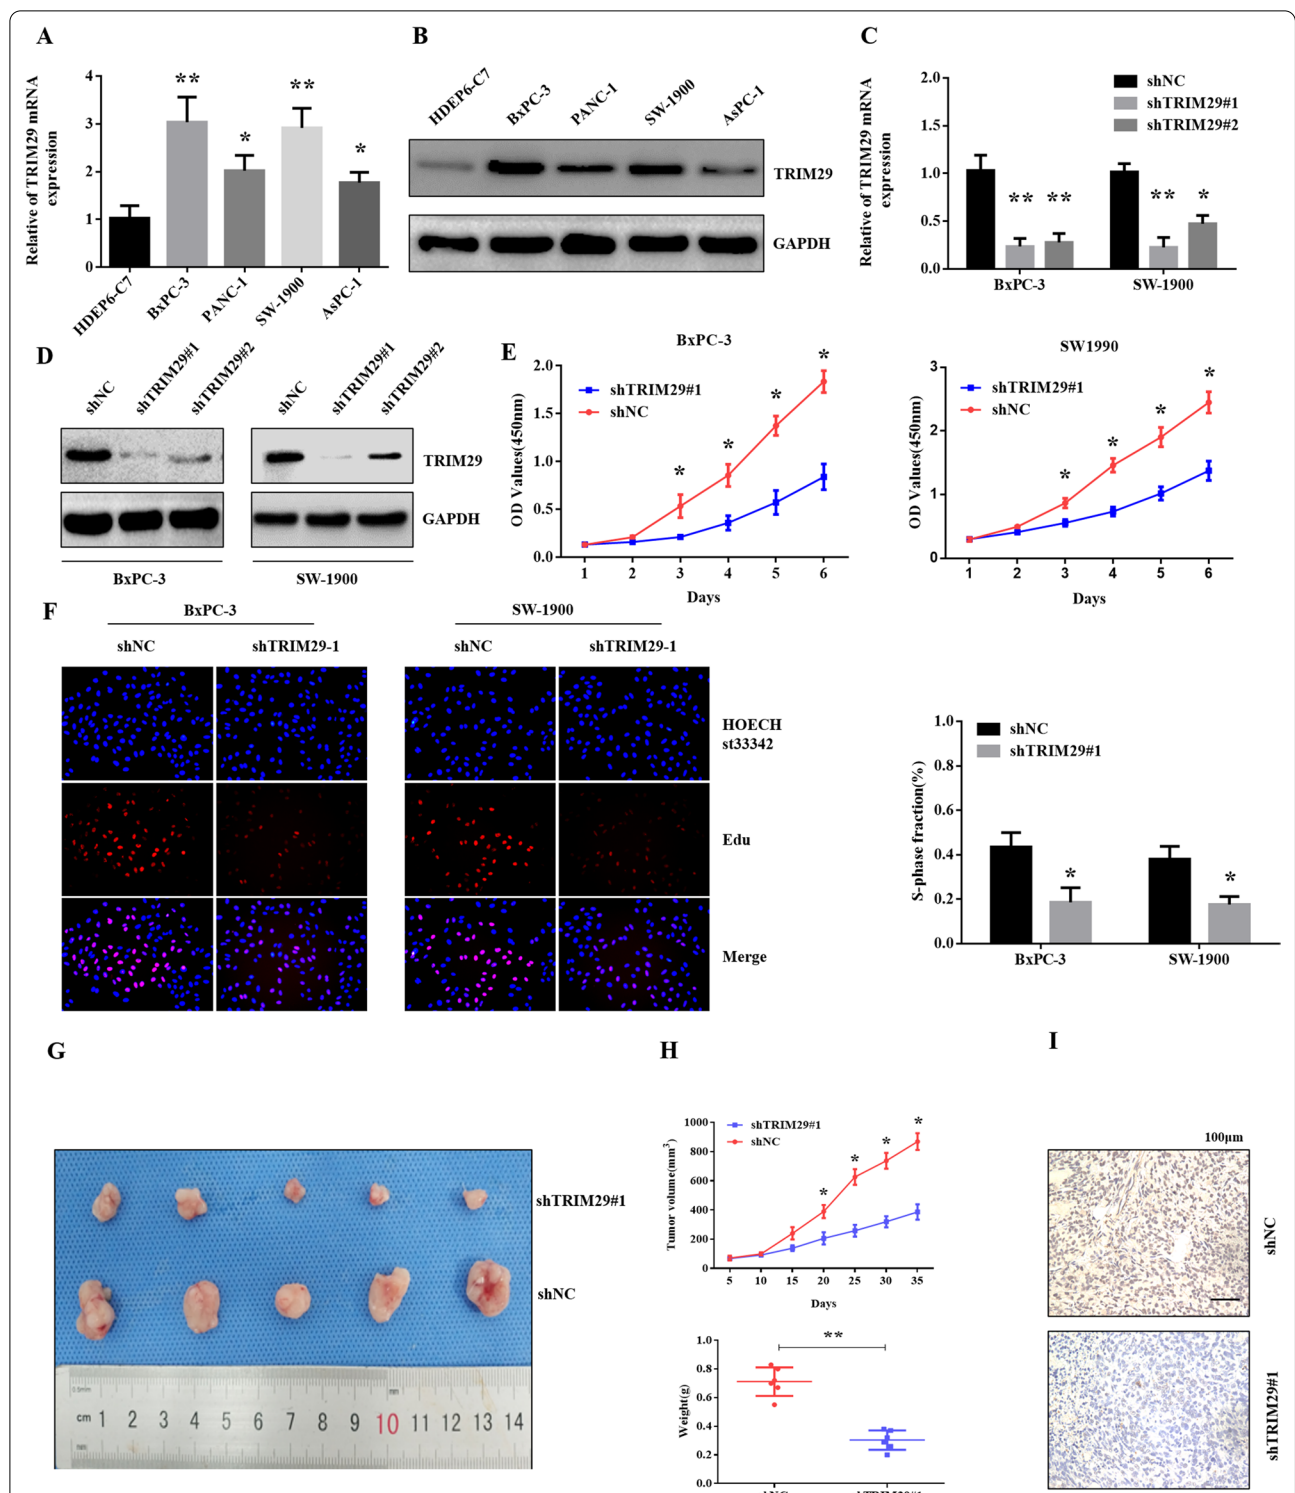 A
Relative of TRIM29 mRNA
expression
4
3
2
1
0
**
*
**
*
HDEP6-C7
BxPC-3
PANC-1
SW-1900
AsPC-1
B
HDEP6-C7
BxPC-3
PANC-1
SW-1900
AsPC-1
TRIM29
GAPDH
C
Relative of TRIM29 mRNA
expression
2.0
1.5
1.0
0.5
0.0
shNC
shTRIM29#1
shTRIM29#2
** **
** *
BxPC-3
SW-1900
D
shNC
shTRIM29#1
shTRIM29#2
shNC
shTRIM29#1
shTRIM29#2
TRIM29
GAPDH
BxPC-3
SW-1900
E
BxPC-3
OD Values(450nm)
2.0
1.5
1.0
0.5
0.0
shTRIM29#1
shNC
* * * *
1 2 3 4 5 6
Days
SW1990
OD Values(450nm)
3
2
1
0
shTRIM29#1
shNC
* * * *
1 2 3 4 5 6
Days
F
BxPC-3
SW-1900
shNC
shTRIM29-1
shNC
shTRIM29-1
HOECH
st33342
Edu
Merge
S-phase fraction(%)
1.0
0.8
0.6
0.4
0.2
0.0
shNC
shTRIM29#1
* *
BxPC-3
SW-1900
G
shTRIM29#1
shNC
0.5mm
mm
cm 1 2 3 4 5 6 7 8 9 10 11 12 13 14
H
Tumor volume(mm3)
1000
800
600
400
200
0
shTRIM29#1
shNC
* * * *
5 10 15 20 25 30 35
Days
Weight(g)
1.0
0.8
0.6
0.4
0.2
0.0
**
I
100μm
shNC
shTRIM29#1